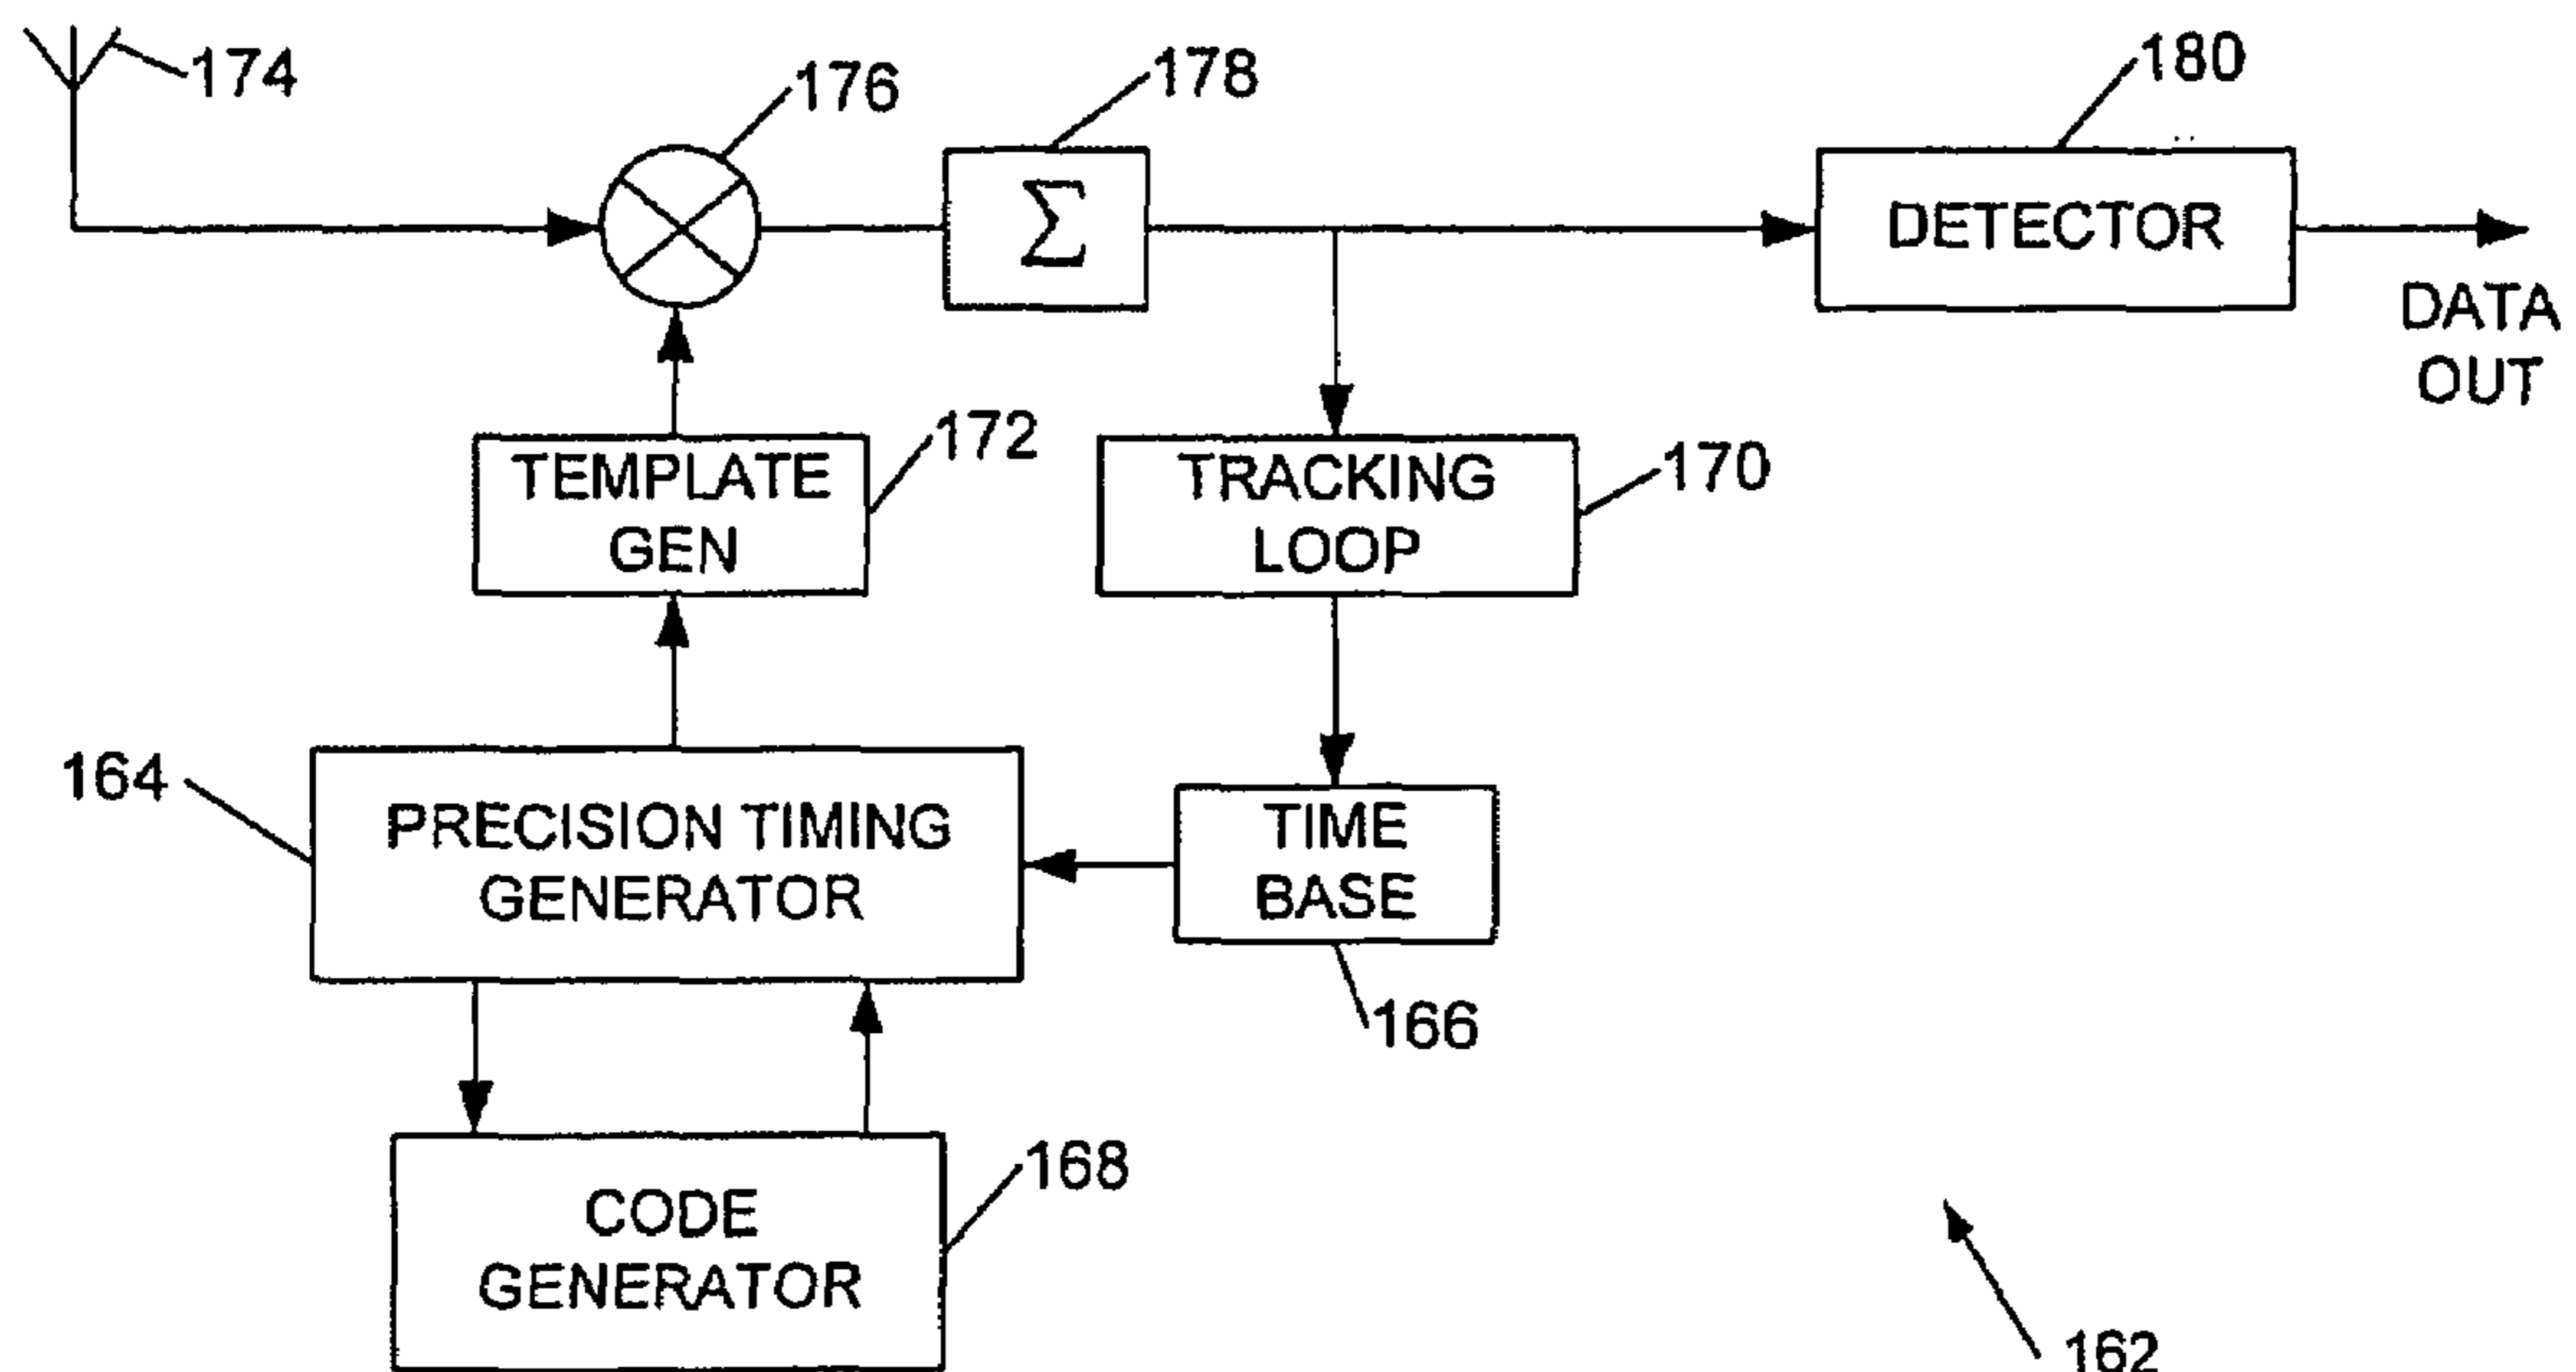 174
176
178
180
Σ
DETECTOR
DATA
OUT
TEMPLATE
GEN
172
TRACKING
LOOP
170
164
PRECISION TIMING
GENERATOR
TIME
BASE
166
CODE
GENERATOR
168
162